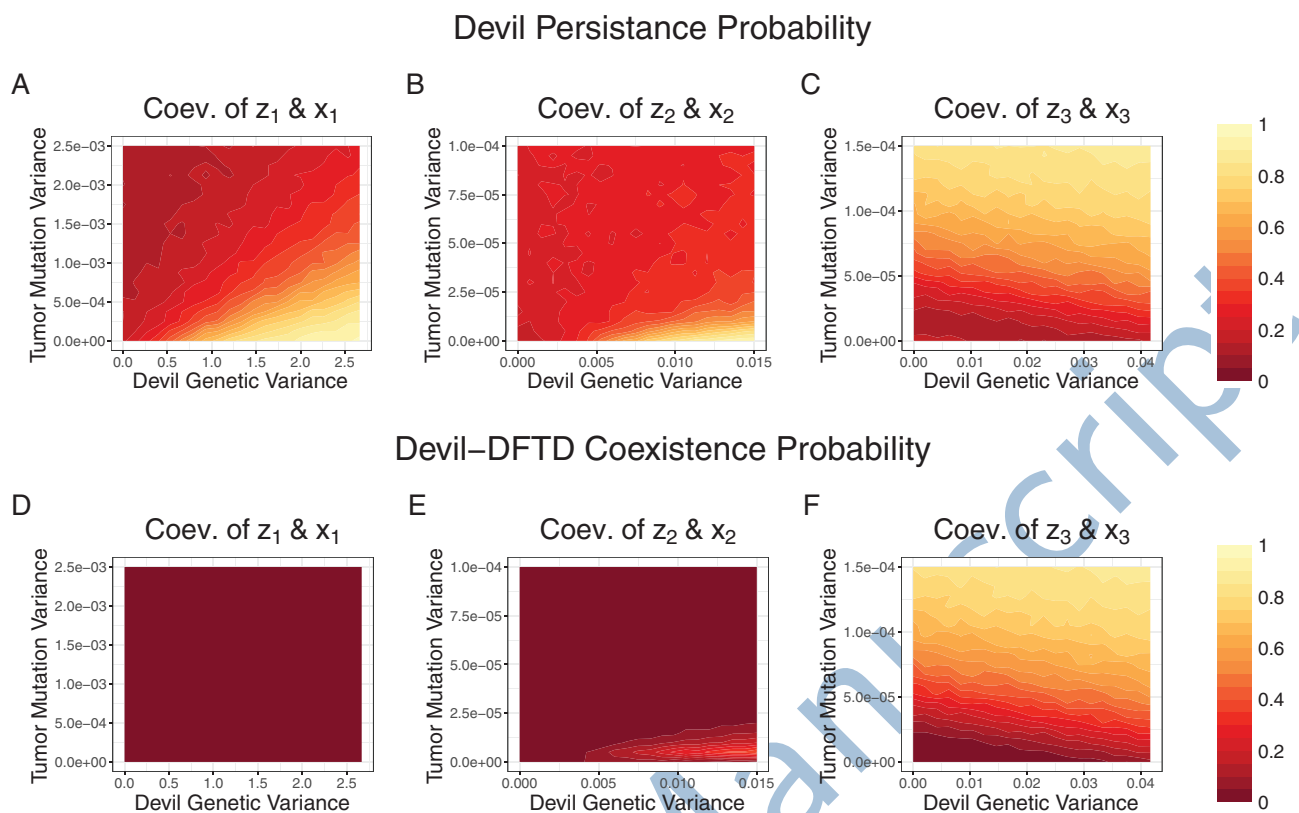 Devil Persistance Probability
A
B
C
Coev. of z1 & x1
Coev. of z2 & x2
Coev. of z3 & x3
Tumor Mutation Variance
2.5e−03
2.0e−03
1.5e−03
1.0e−03
5.0e−04
0.0e+00
0.0 0.5 1.0 1.5 2.0 2.5
Devil Genetic Variance
Tumor Mutation Variance
1.0e−04
7.5e−05
5.0e−05
2.5e−05
0.0e+00
0.000 0.005 0.010 0.015
Devil Genetic Variance
Tumor Mutation Variance
1.5e−04
1.0e−04
5.0e−05
0.0e+00
0.00 0.01 0.02 0.03 0.04
Devil Genetic Variance
1
0.8
0.6
0.4
0.2
0
Devil−DFTD Coexistence Probability
D
E
F
Coev. of z1 & x1
Coev. of z2 & x2
Coev. of z3 & x3
Tumor Mutation Variance
2.5e−03
2.0e−03
1.5e−03
1.0e−03
5.0e−04
0.0e+00
0.0 0.5 1.0 1.5 2.0 2.5
Devil Genetic Variance
Tumor Mutation Variance
1.0e−04
7.5e−05
5.0e−05
2.5e−05
0.0e+00
0.000 0.005 0.010 0.015
Devil Genetic Variance
Tumor Mutation Variance
1.5e−04
1.0e−04
5.0e−05
0.0e+00
0.00 0.01 0.02 0.03 0.04
Devil Genetic Variance
1
0.8
0.6
0.4
0.2
0